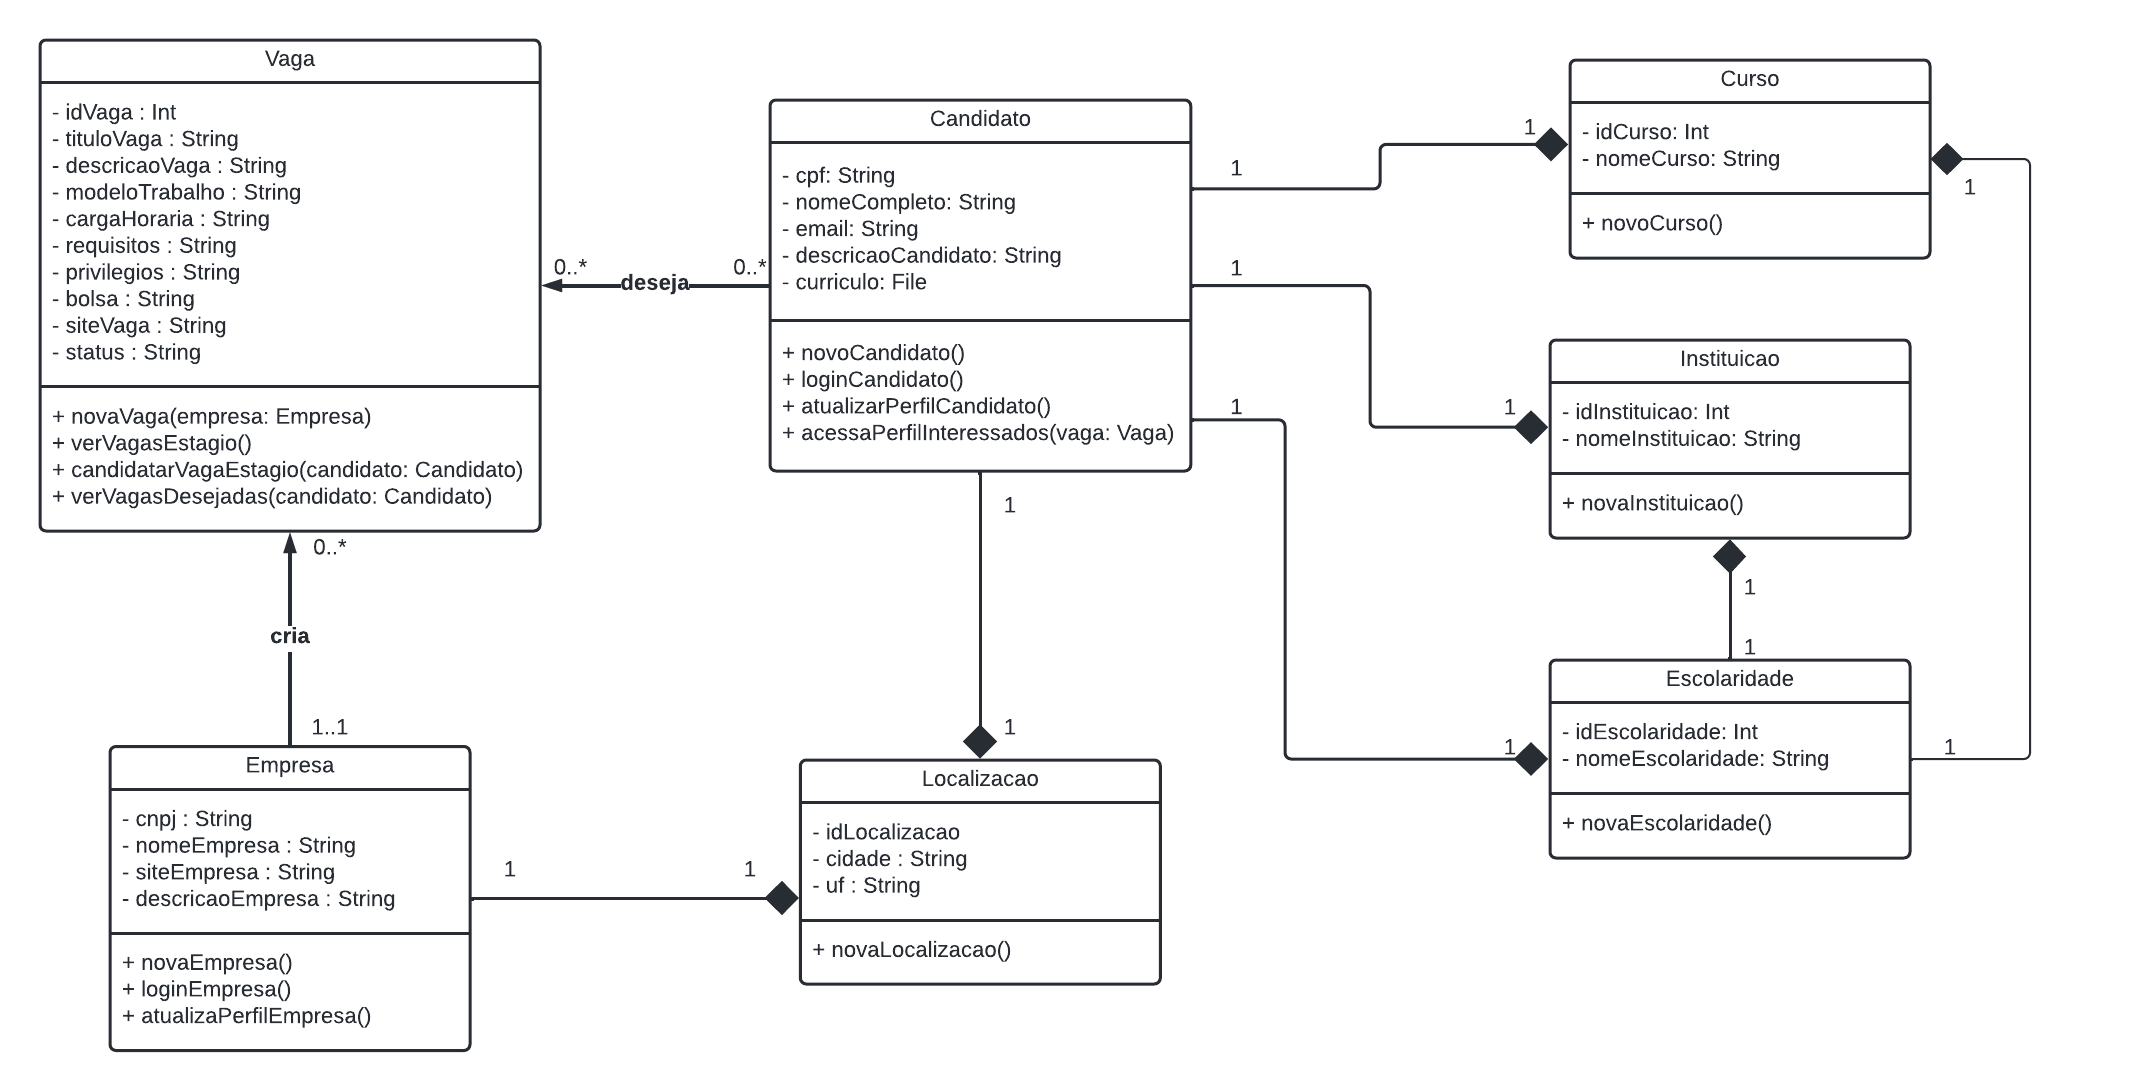 Vaga
- idVaga : Int
- tituloVaga : String
- descricaoVaga : String
- modeloTrabalho : String
- cargaHoraria : String
- requisitos : String
- privilegios : String
- bolsa : String
- siteVaga : String
- status : String
+ novaVaga(empresa: Empresa)
+ verVagasEstagio()
+ candidatarVagaEstagio(candidato: Candidato)
+ verVagasDesejadas(candidato: Candidato)
0..*
deseja
0..*
Candidato
- cpf: String
- nomeCompleto: String
- email: String
- descricaoCandidato: String
- curriculo: File
+ novoCandidato()
+ loginCandidato()
+ atualizarPerfilCandidato()
+ acessaPerfilInteressados(vaga: Vaga)
1
1
1
1
1
1
1
1
Curso
- idCurso: Int
- nomeCurso: String
+ novoCurso()
1
Instituicao
- idInstituicao: Int
- nomeInstituicao: String
+ novaInstituicao()
1
1
Escolaridade
- idEscolaridade: Int
- nomeEscolaridade: String
+ novaEscolaridade()
1
0..*
cria
1..1
Empresa
- cnpj : String
- nomeEmpresa : String
- siteEmpresa : String
- descricaoEmpresa : String
+ novaEmpresa()
+ loginEmpresa()
+ atualizaPerfilEmpresa()
1
1
Localizacao
- idLocalizacao
- cidade : String
- uf : String
+ novaLocalizacao()